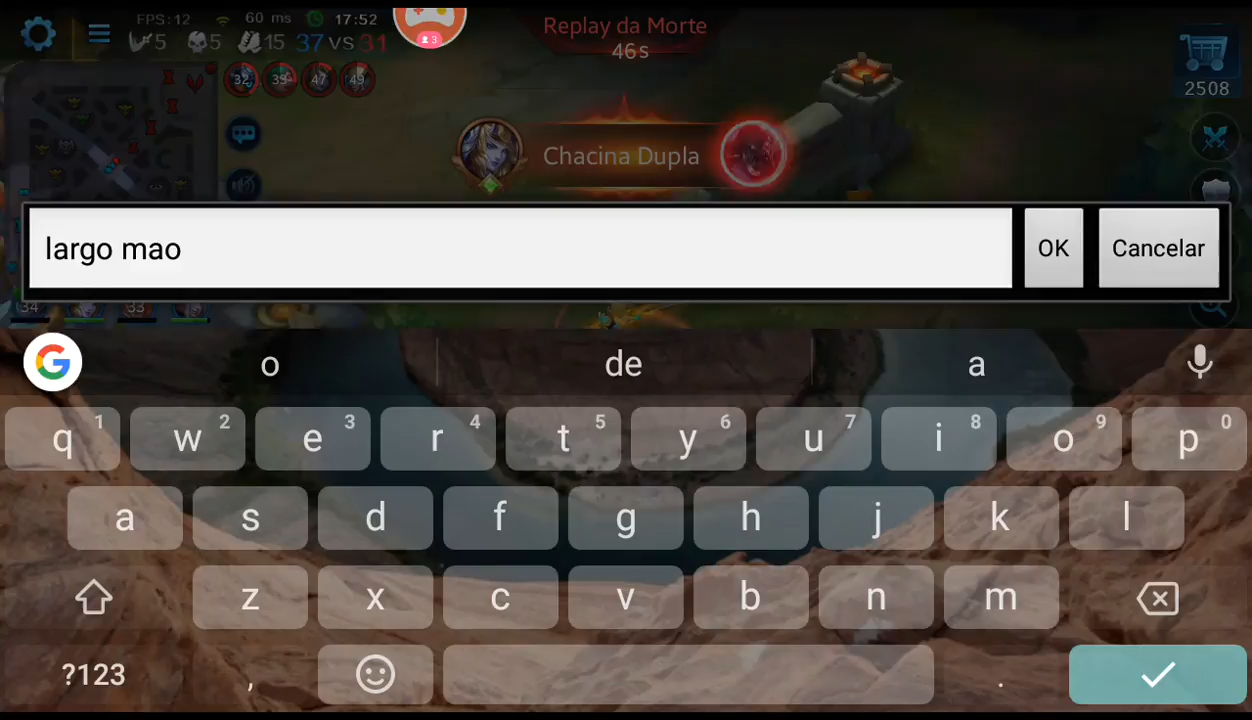 FPS:12 60 ms 17:52
5 5 15 37 VS 31
3
Replay da Morte
46s
2508
32 39 47 49
Chacina Dupla
largo mao
OK
Cancelar
34 33
G o de a
q 1 w 2 e 3 r 4 t 5 y 6 u 7 i 8 o 9 p 0
a s d f g h j k l
z x c v b n m
?123 , .